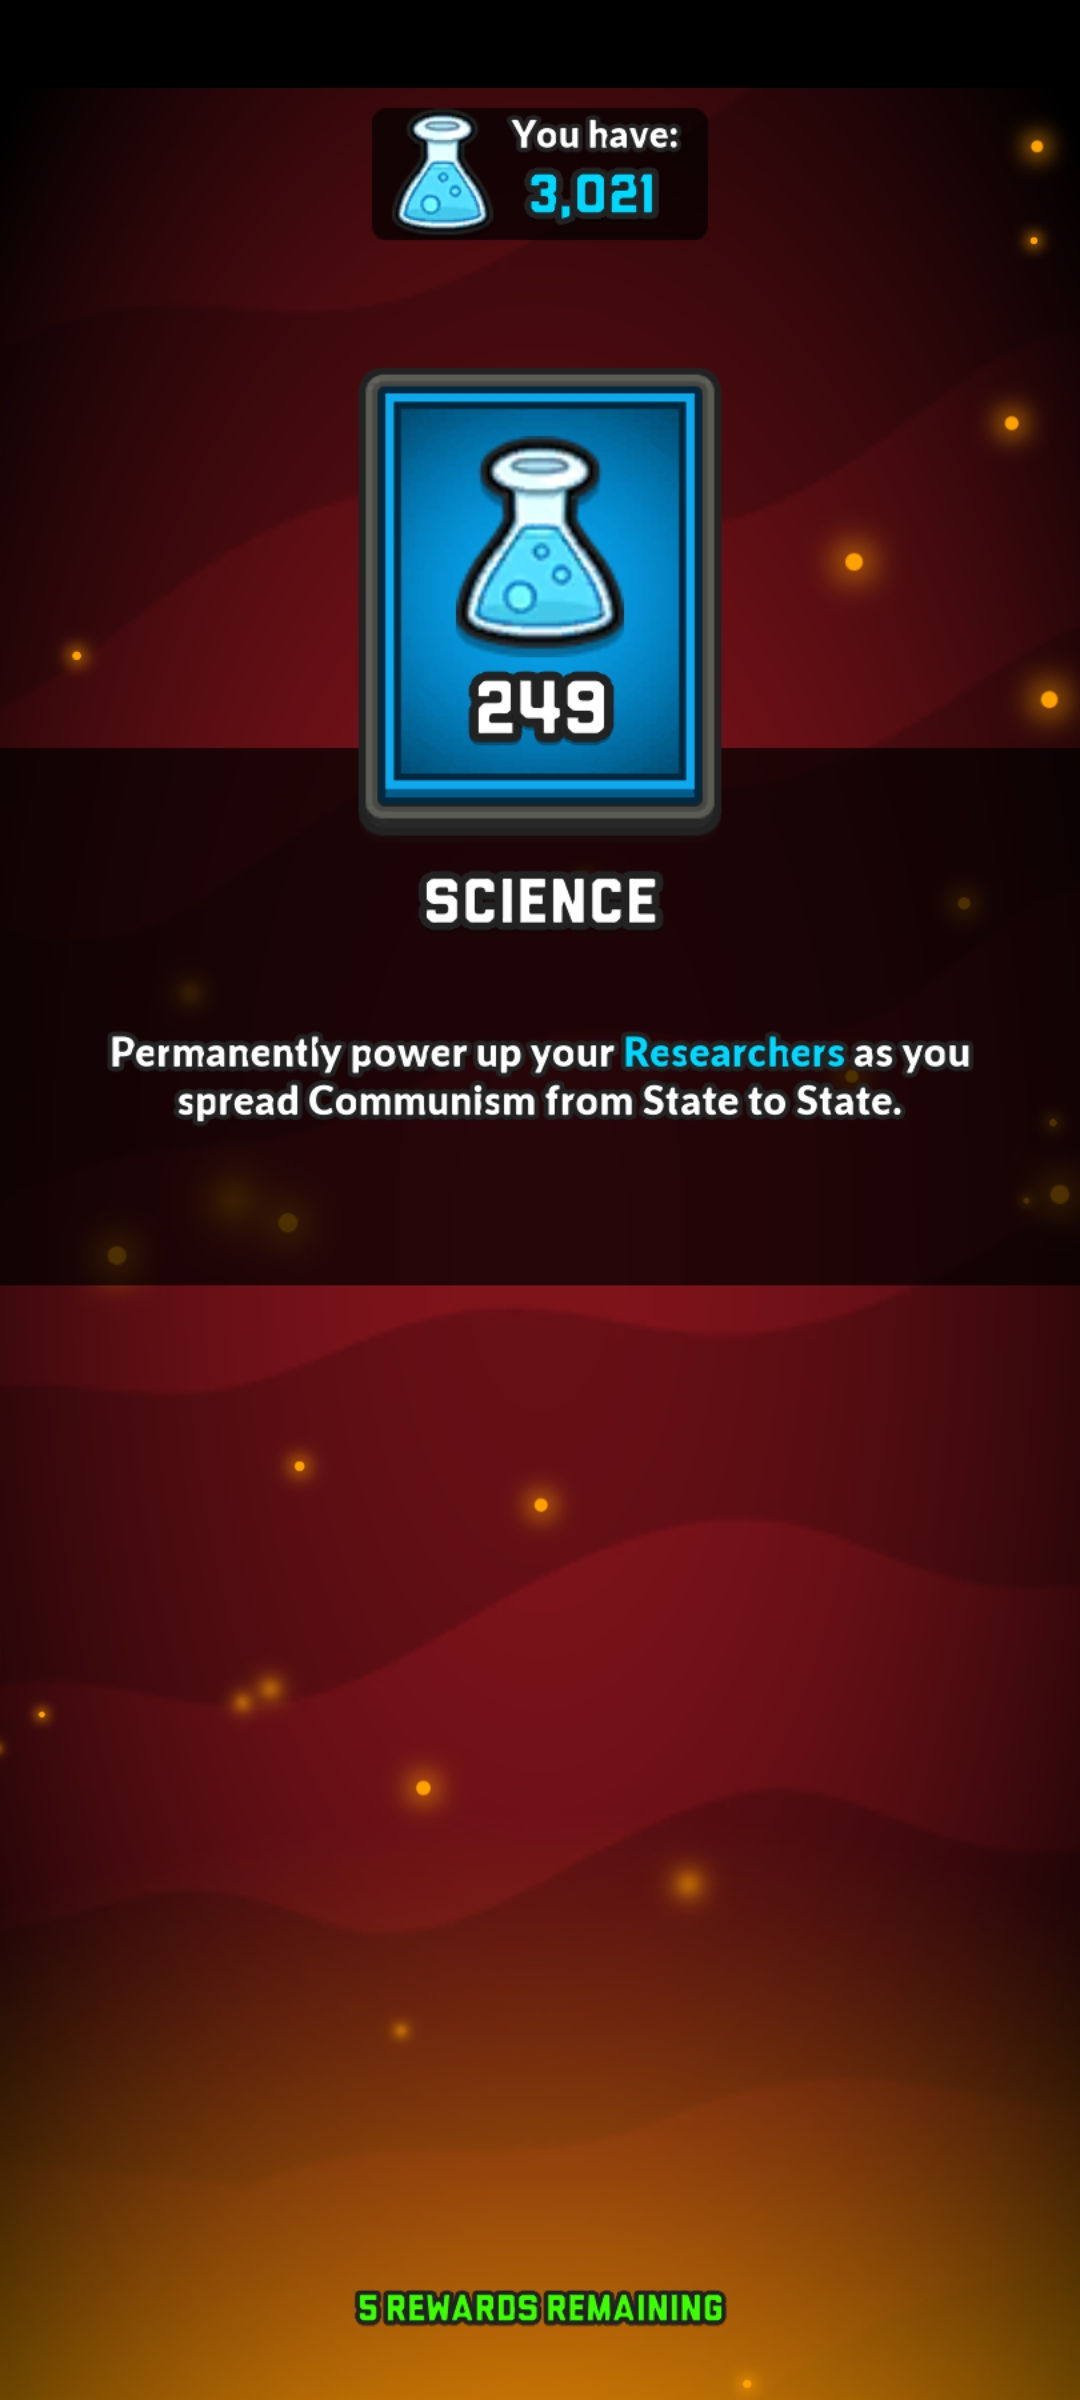 You have:
3,021
249
SCIENCE
Permanently power up your Researchers as you
spread Communism from State to State.
5 REWARDS REMAINING